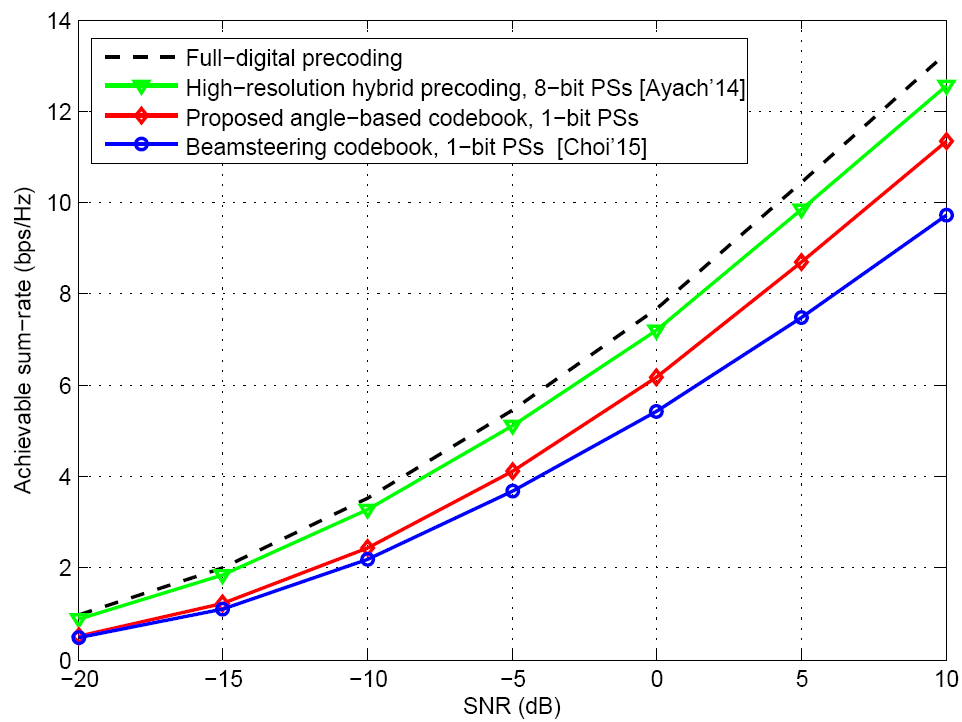 14
12
10
8
6
4
2
0
Achievable sum−rate (bps/Hz)
Full−digital precoding
High−resolution hybrid precoding, 8−bit PSs [Ayach’14]
Proposed angle−based codebook, 1−bit PSs
Beamsteering codebook, 1−bit PSs [Choi’15]
−20 −15 −10 −5 0 5 10
SNR (dB)